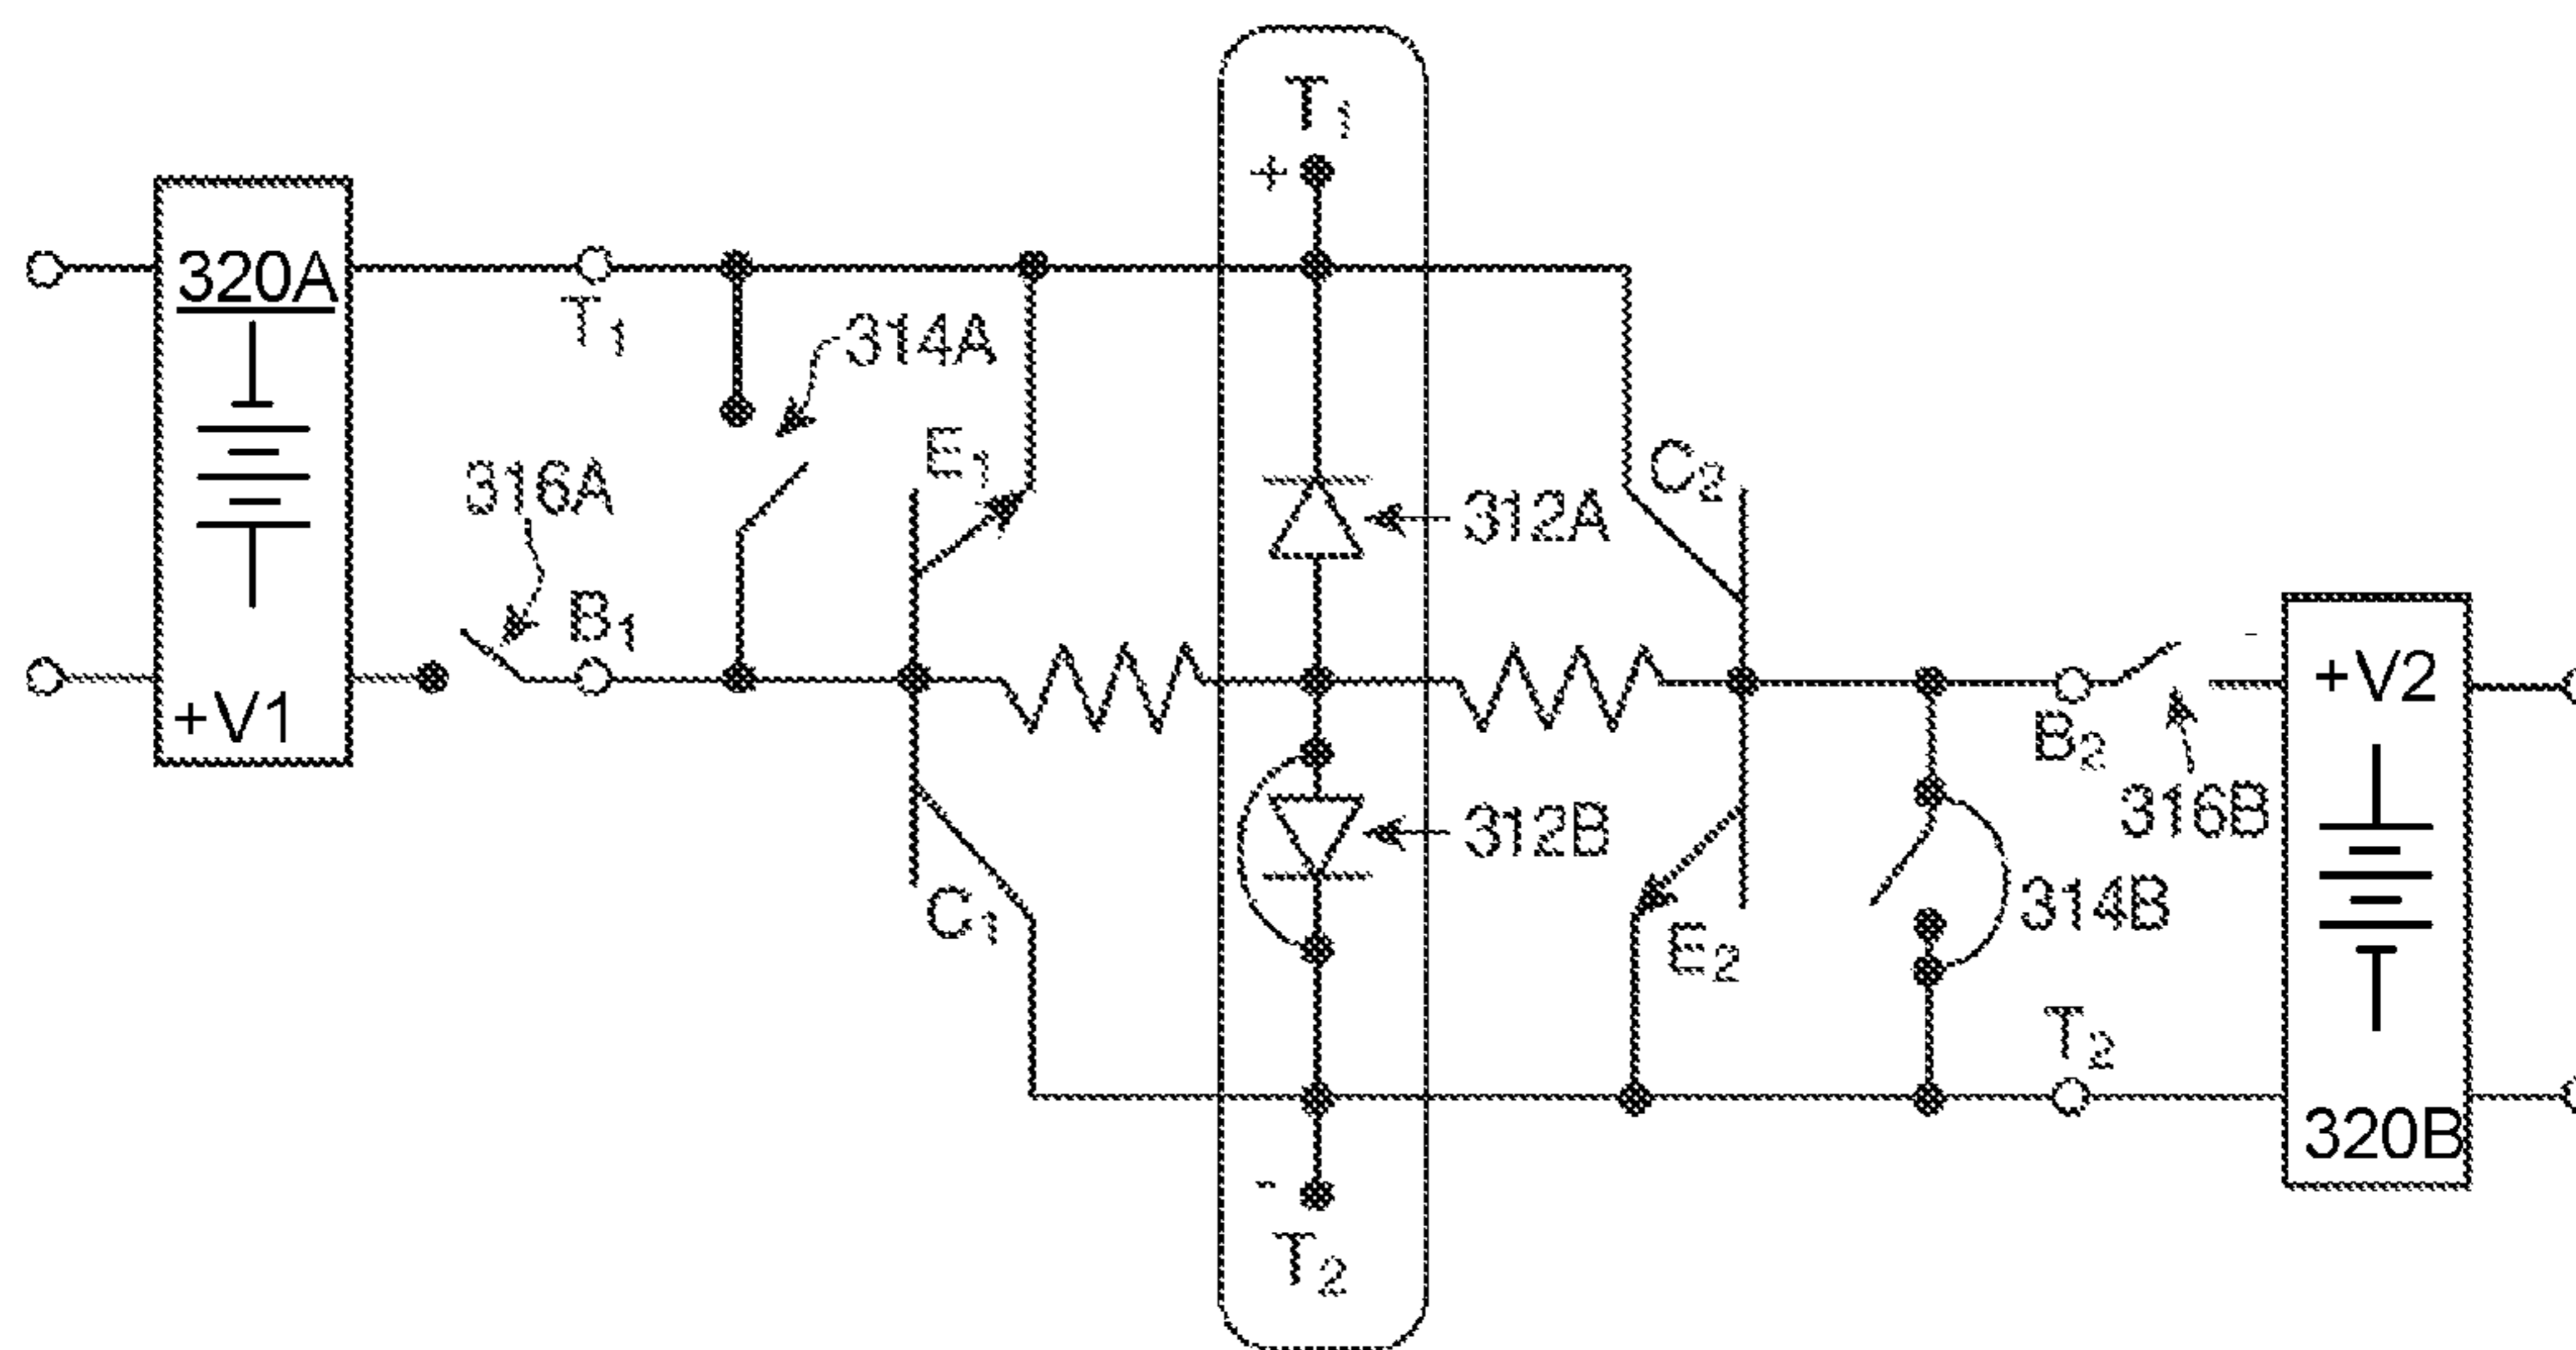 T1
+
320A
T1
314A
E1
C2
316A
312A
B1
+V1
+V2
B2
316B
312B
314B
C1
E2
T2
320B
-
T2